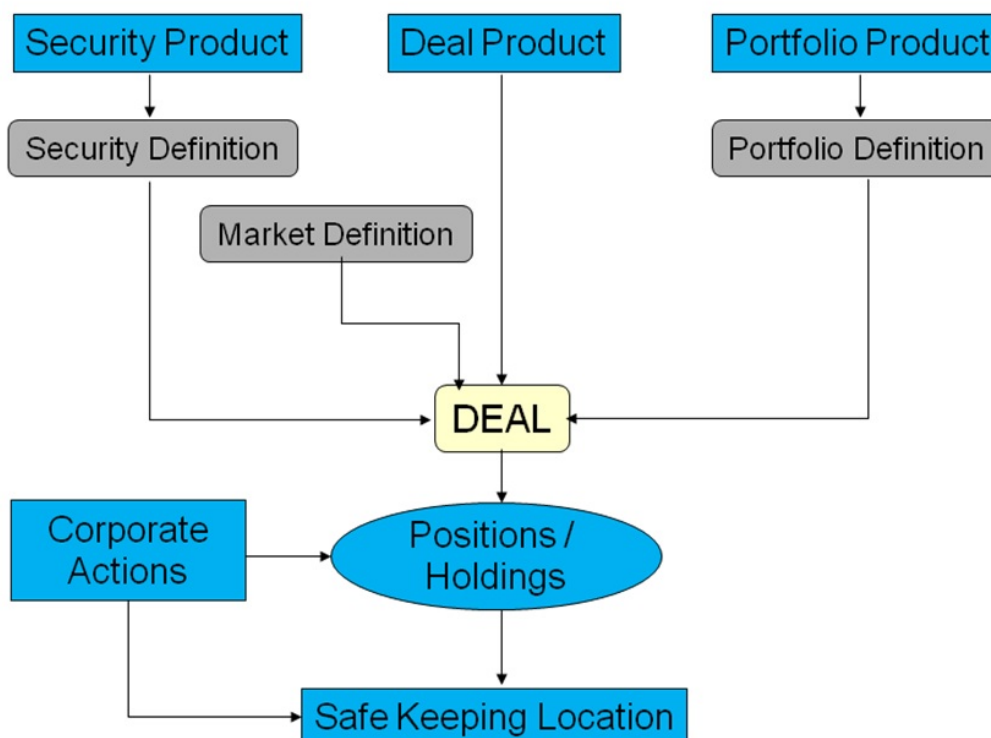 Security Product
Deal Product
Portfolio Product
Security Definition
Portfolio Definition
Market Definition
DEAL
Corporate
Actions
Positions /
Holdings
Safe Keeping Location